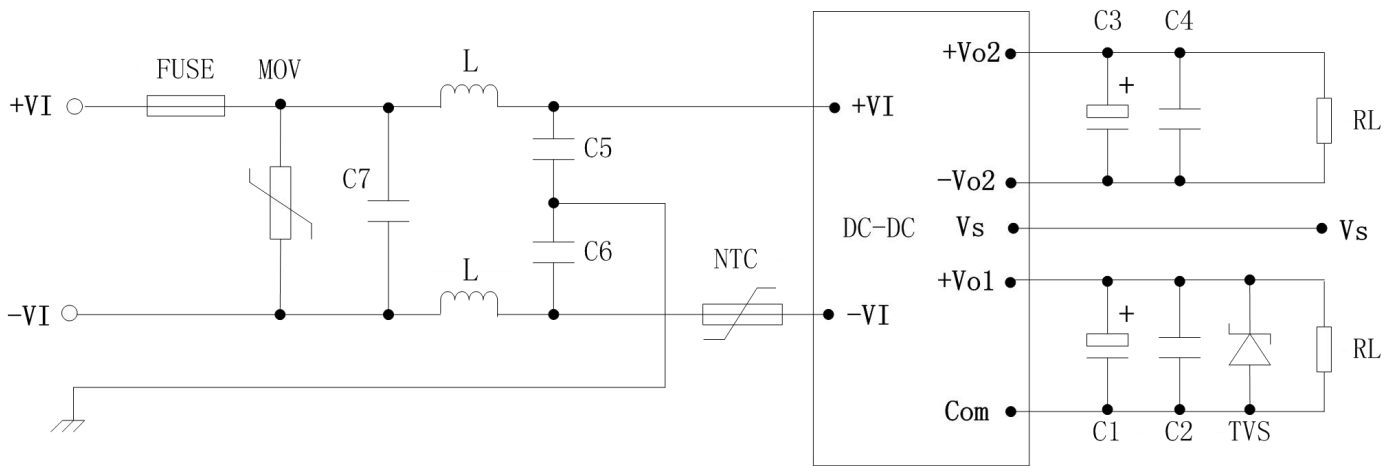 C3 C4
+Vo2
L
FUSE MOV
+
+VI +VI RL
C5
C7 -Vo2
DC-DC Vs Vs
C6
NTC
L +Vo1
-VI -VI +
RL
Com
C1 C2 TVS